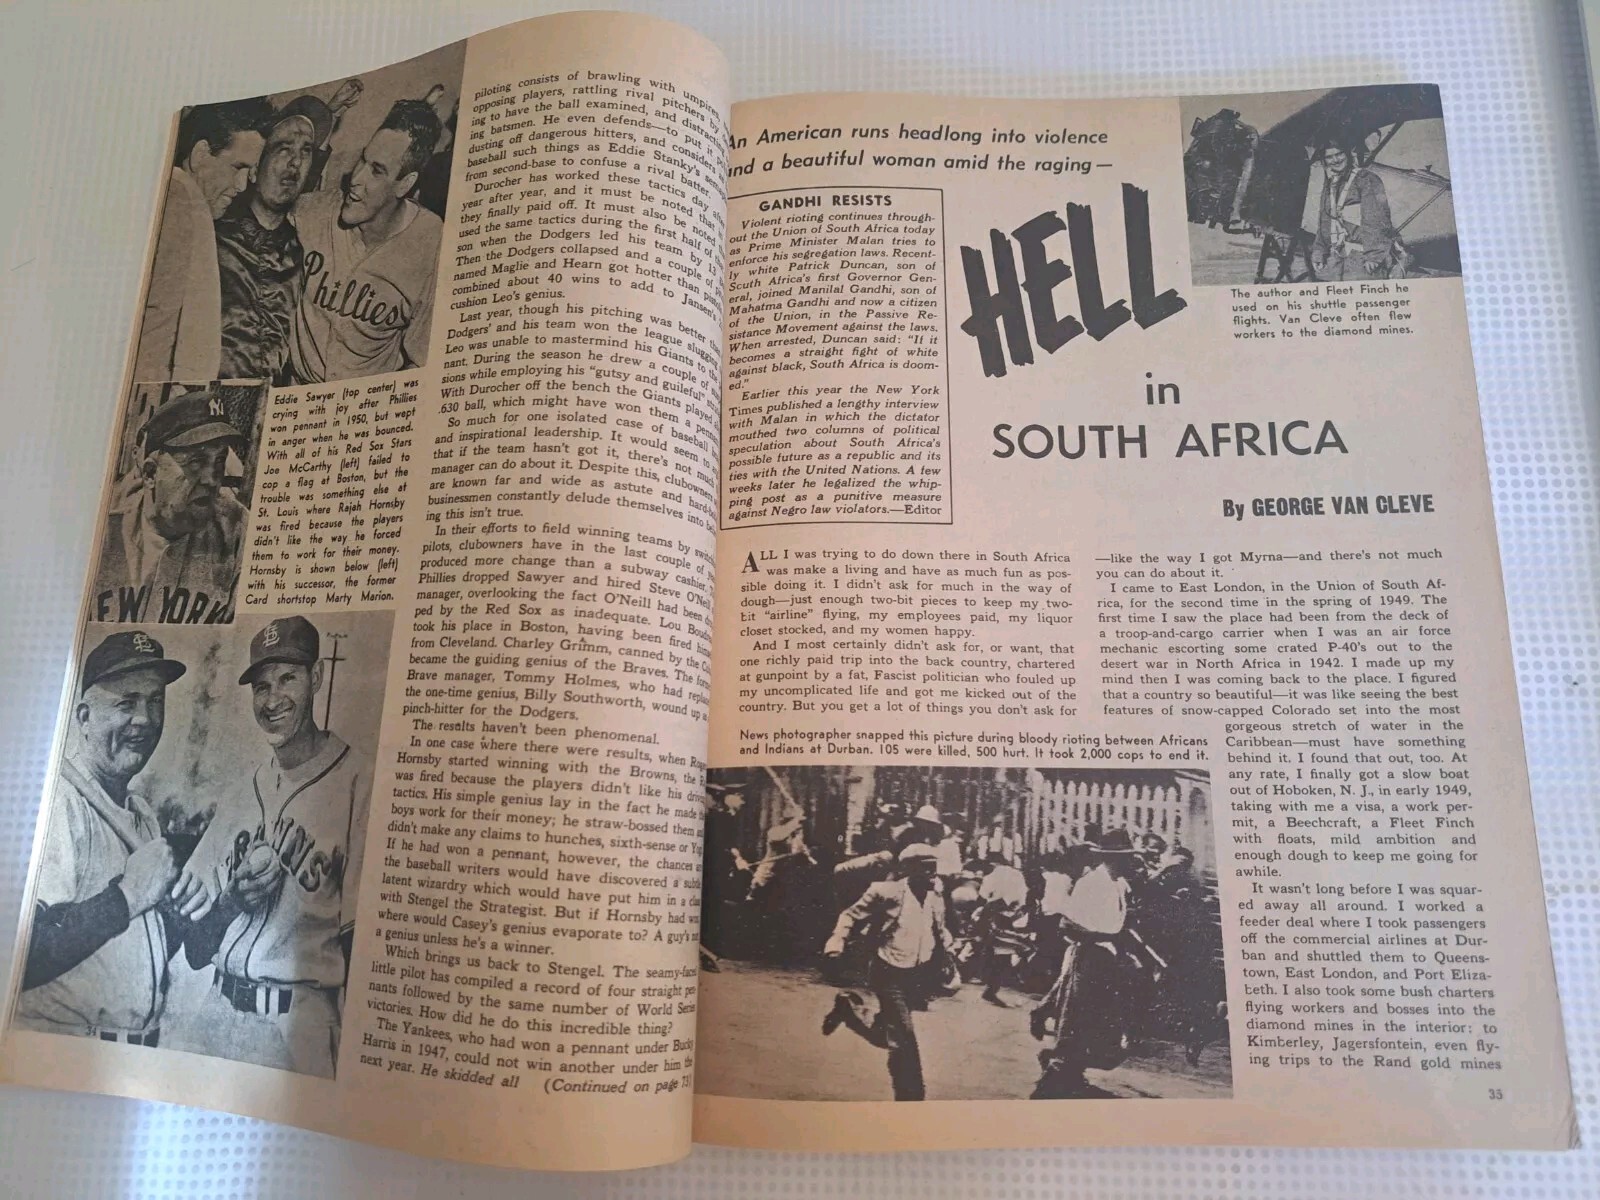 Phillies
NY
EW YORK
BROWNS
Eddie Sawyer (top center) was
crying with joy after Phillies
won pennant in 1950, but wept
in anger when he was bounced.
With all of his Red Sox Stars
Joe McCarthy (left) failed to
cop a flag at Boston, but the
trouble was something else at
St. Louis where Rajah Hornsby
was fired because the players
didn't like the way he forced
them to work for their money.
Hornsby is shown below (left)
with his successor, the former
Card shortstop Marty Marion.
34
piloting consists of brawling with umpires,
opposing players, rattling rival pitchers by
ing to have the ball examined, and distracting
ing batsmen. He even defends—to put it
dusting off dangerous hitters, and considers
baseball such things as Eddie Stanky's
from second-base to confuse a rival batter.
Durocher has worked these tactics day after
year after year, and it must be noted that
they finally paid off. It must also be noted
used the same tactics during the first half of the
son when the Dodgers led his team by 13
Then the Dodgers collapsed and a couple of
named Maglie and Hearn got hotter than
combined about 40 wins to add to Jansen's
cushion Leo's genius.
Last year, though his pitching was better than
Dodgers' and his team won the league slugging
Leo was unable to mastermind his Giants to the
nant. During the season he drew a couple of
sions while employing his "gutsy and guileful"
With Durocher off the bench the Giants played
.630 ball, which might have won them a
So much for one isolated case of baseball
and inspirational leadership. It would seem to
that if the team hasn't got it, there's not much
manager can do about it. Despite this, clubowners
are known far and wide as astute and
businessmen constantly delude themselves into
ing this isn't true.
In their efforts to field winning teams by
pilots, clubowners have in the last couple of
produced more change than a subway cashier.
Phillies dropped Sawyer and hired Steve O'Neill
manager, overlooking the fact O'Neill had been
ped by the Red Sox as inadequate. Lou
took his place in Boston, having been fired
from Cleveland. Charley Grimm, canned by the
became the guiding genius of the Braves. The
Brave manager, Tommy Holmes, who had
the one-time genius, Billy Southworth, wound up a
pinch-hitter for the Dodgers.
The results haven't been phenomenal.
In one case where there were results, when
Hornsby started winning with the Browns, the
was fired because the players didn't like his
tactics. His simple genius lay in the fact he made
boys work for their money; he straw-bossed them
didn't make any claims to hunches, sixth-sense or
If he had won a pennant, however, the chances
the baseball writers would have discovered a
latent wizardry which would have put him in a
with Stengel the Strategist. But if Hornsby had
where would Casey's genius evaporate to? A guy's
a genius unless he's a winner.
Which brings us back to Stengel. The
little pilot has compiled a record of four straight
nants followed by the same number of World Series
victories. How did he do this incredible thing?
The Yankees, who had won a pennant under Bucky
Harris in 1947, could not win another under him the
next year. He skidded all (Continued on page
An American runs headlong into violence
and a beautiful woman amid the raging—
GANDHI RESISTS
Violent rioting continues through-
out the Union of South Africa today
as Prime Minister Malan tries to
enforce his segregation laws. Recent-
ly white Patrick Duncan, son of
South Africa's first Governor Gen-
eral, joined Manilal Gandhi, son of
Mahatma Gandhi and now a citizen
of the Union, in the Passive Re-
sistance Movement against the laws.
When arrested, Duncan said: "If it
becomes a straight fight of white
against black, South Africa is doom-
ed."
Earlier this year the New York
Times published a lengthy interview
with Malan in which the dictator
mouthed two columns of political
speculation about South Africa's
possible future as a republic and its
ties with the United Nations. A few
weeks later he legalized the whip-
ping post as a punitive measure
against Negro law violators.—Editor
HELL
in
SOUTH AFRICA
By GEORGE VAN CLEVE
The author and Fleet Finch he
used on his shuttle passenger
flights. Van Cleve often flew
workers to the diamond mines.
ALL I was trying to do down there in South Africa
was make a living and have as much fun as pos-
sible doing it. I didn't ask for much in the way of
dough—just enough two-bit pieces to keep my two-
bit "airline" flying, my employees paid, my liquor
closet stocked, and my women happy.
And I most certainly didn't ask for, or want, that
one richly paid trip into the back country, chartered
at gunpoint by a fat, Fascist politician who fouled up
my uncomplicated life and got me kicked out of the
country. But you get a lot of things you don't ask for
News photographer snapped this picture during bloody rioting between Africans
and Indians at Durban. 105 were killed, 500 hurt. It took 2,000 cops to end it.
—like the way I got Myrna—and there's not much
you can do about it.
I came to East London, in the Union of South Af-
rica, for the second time in the spring of 1949. The
first time I saw the place had been from the deck of
a troop-and-cargo carrier when I was an air force
mechanic escorting some crated P-40's out to the
desert war in North Africa in 1942. I made up my
mind then I was coming back to the place. I figured
that a country so beautiful—it was like seeing the best
features of snow-capped Colorado set into the most
gorgeous stretch of water in the
Caribbean—must have something
behind it. I found that out, too. At
any rate, I finally got a slow boat
out of Hoboken, N. J., in early 1949,
taking with me a visa, a work per-
mit, a Beechcraft, a Fleet Finch
with floats, mild ambition and
enough dough to keep me going for
awhile.
It wasn't long before I was squar-
ed away all around. I worked a
feeder deal where I took passengers
off the commercial airlines at Dur-
ban and shuttled them to Queens-
town, East London, and Port Eliza-
beth. I also took some bush charters
flying workers and bosses into the
diamond mines in the interior: to
Kimberley, Jagersfontein, even fly-
ing trips to the Rand gold mines
35